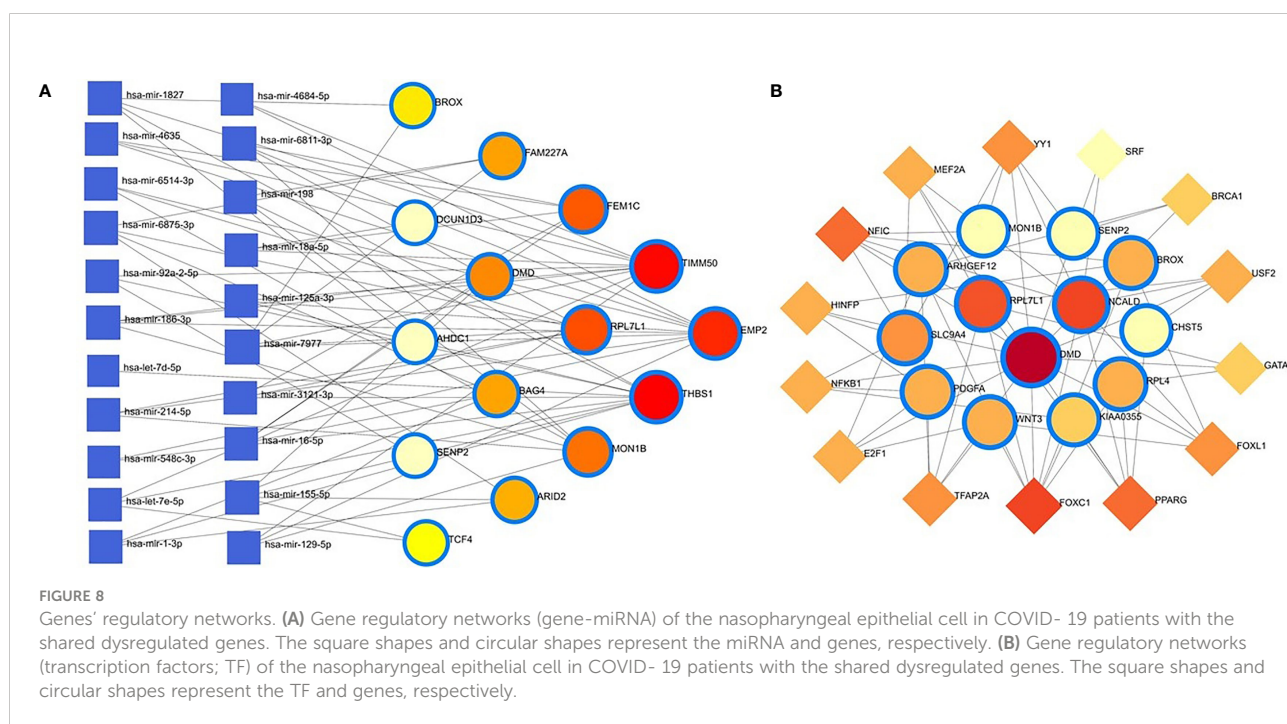 A
B
hsa-mir-1827
hsa-mir-4684-5p
BROX
hsa-mir-4635
hsa-mir-6811-3p
FAM227A
hsa-mir-6514-3p
hsa-mir-198
FEM1C
hsa-mir-6875-3p
DCUN1D3
hsa-mir-18a-5p
TIMM50
hsa-mir-92a-2-5p
DMD
hsa-mir-125a-3p
hsa-mir-186-3p
RPL7L1
EMP2
hsa-mir-7977
AHDC1
hsa-let-7d-5p
BAG4
THBS1
hsa-mir-3121-3p
hsa-mir-214-5p
hsa-mir-16-5p
MON1B
hsa-mir-548c-3p
SENP2
hsa-let-7e-5p
hsa-mir-155-5p
ARID2
hsa-mir-1-3p
hsa-mir-129-5p
TCF4
YY1
SRF
MEF2A
BRCA1
NFIC
MON1B
SENP2
ARHGEF12
BROX
USF2
HINFP
RPL7L1
NCALD
SLC9A4
CHST5
DMD
GATA
NFKB1
PDGFA
RPL4
WNT3
KIAA0355
E2F1
FOXL1
TFAP2A
FOXC1
PPARG
FIGURE 8
Genes’ regulatory networks. (A) Gene regulatory networks (gene-miRNA) of the nasopharyngeal epithelial cell in COVID- 19 patients with the
shared dysregulated genes. The square shapes and circular shapes represent the miRNA and genes, respectively. (B) Gene regulatory networks
(transcription factors; TF) of the nasopharyngeal epithelial cell in COVID- 19 patients with the shared dysregulated genes. The square shapes and
circular shapes represent the TF and genes, respectively.